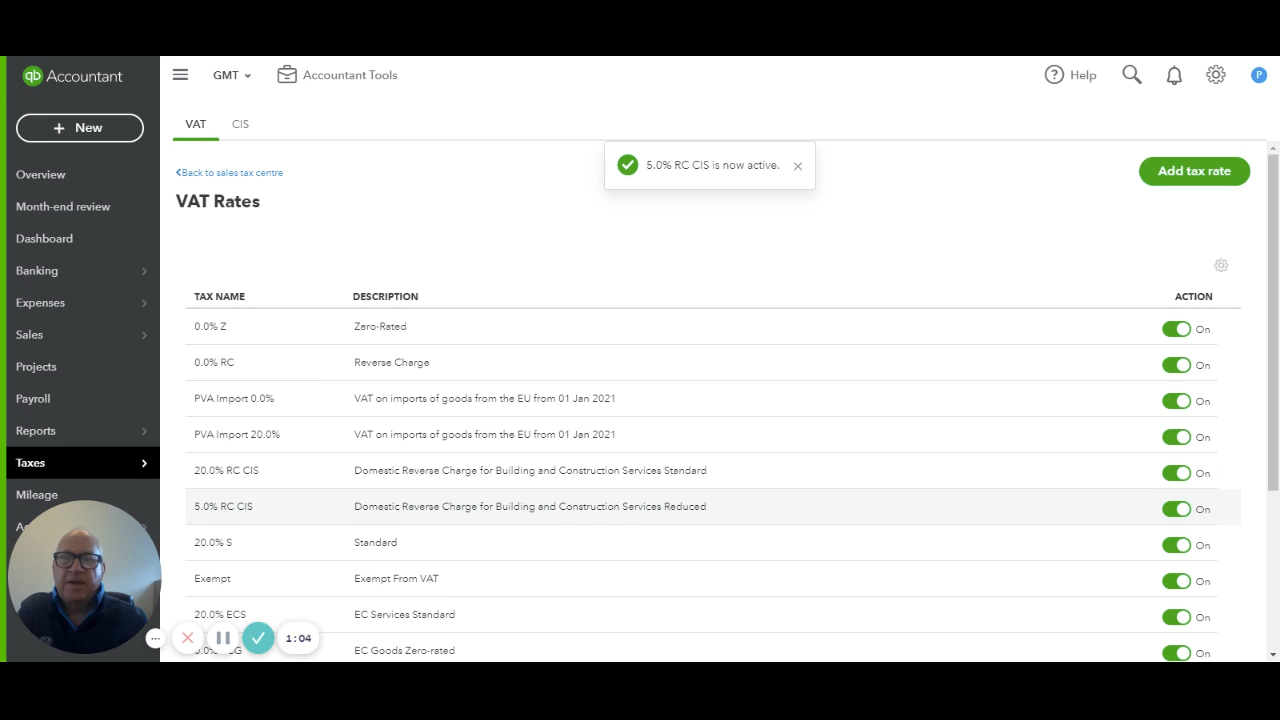 qb Accountant
GMT
Accountant Tools
Help
P
+ New
VAT
CIS
Overview
Month-end review
Dashboard
Banking
Expenses
Sales
Projects
Payroll
Reports
Taxes
Mileage
Back to sales tax centre
5.0% RC CIS is now active.
Add tax rate
VAT Rates
TAX NAME DESCRIPTION ACTION
0.0% Z Zero-Rated On
0.0% RC Reverse Charge On
PVA Import 0.0% VAT on imports of goods from the EU from 01 Jan 2021 On
PVA Import 20.0% VAT on imports of goods from the EU from 01 Jan 2021 On
20.0% RC CIS Domestic Reverse Charge for Building and Construction Services Standard On
5.0% RC CIS Domestic Reverse Charge for Building and Construction Services Reduced On
20.0% S Standard On
Exempt Exempt From VAT On
20.0% ECS EC Services Standard On
EC Goods Zero-rated On
1:04